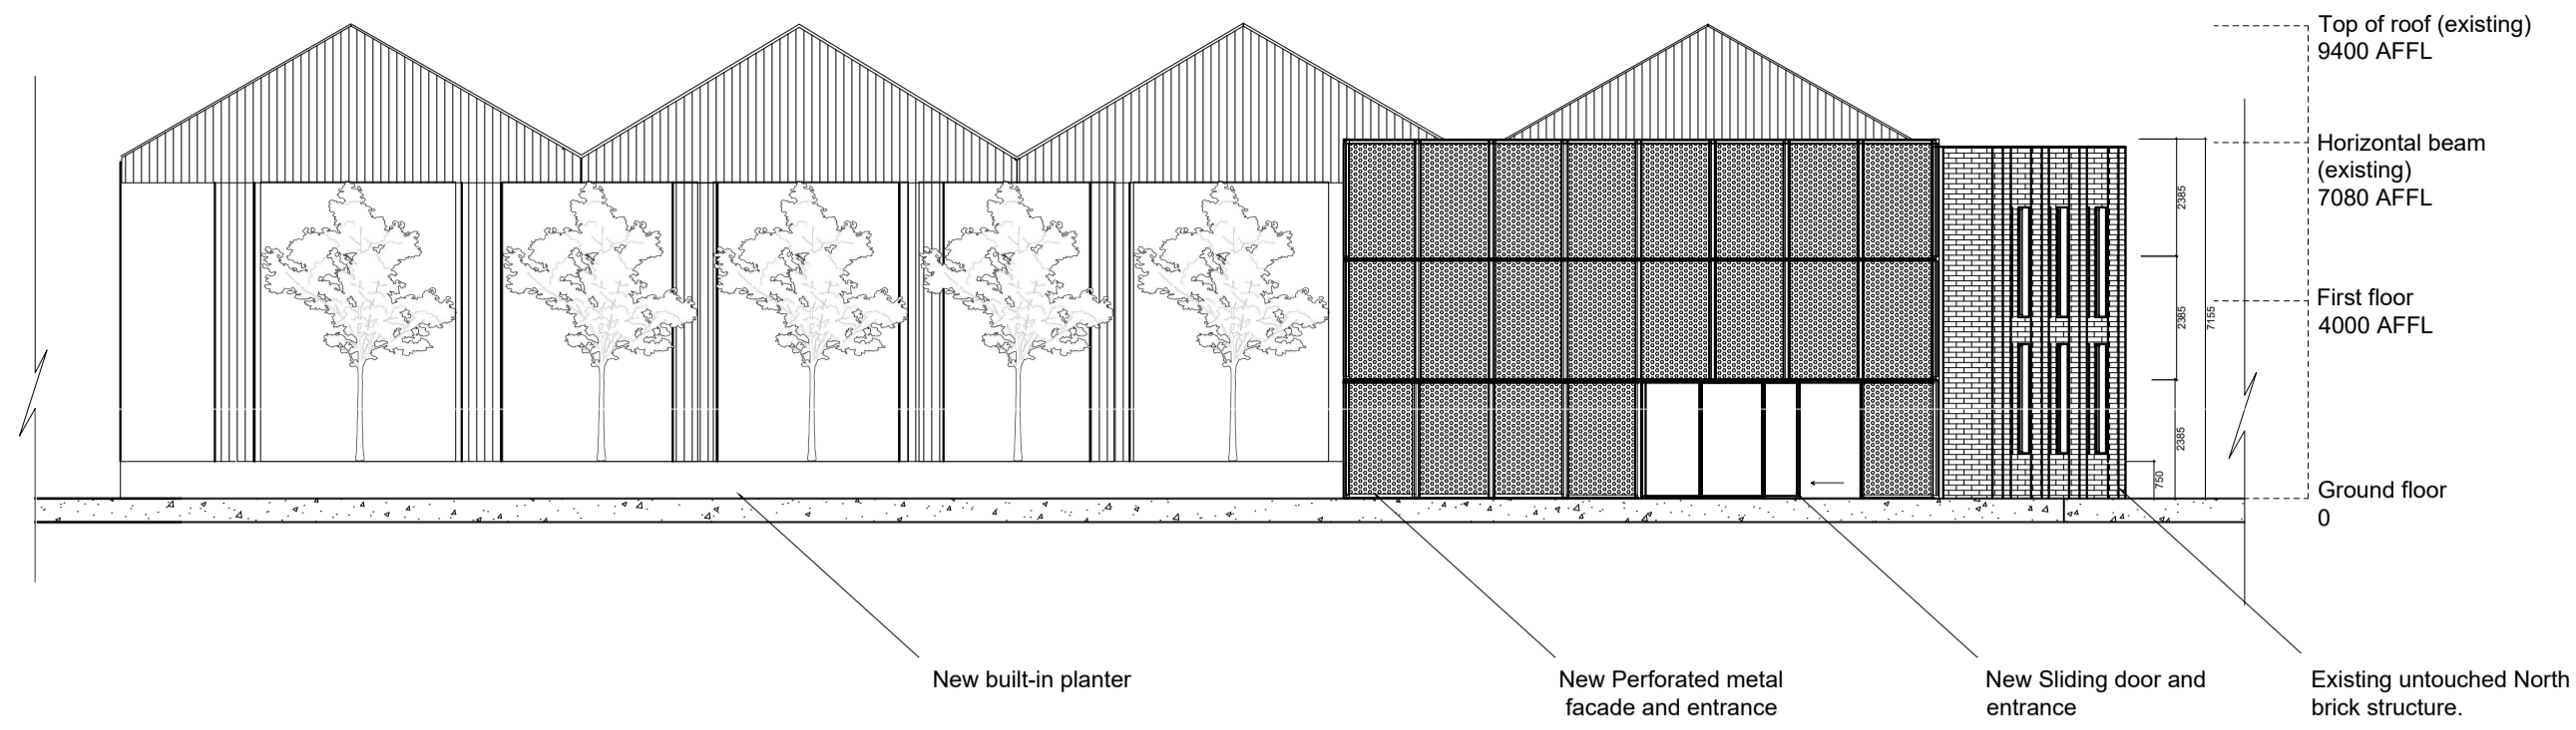 Top of roof (existing)
9400 AFFL
Horizontal beam
(existing)
7080 AFFL
2385
First floor
4000 AFFL
2385
7155
2385
750
Ground floor
0
New built-in planter
New Perforated metal
facade and entrance
New Sliding door and
entrance
Existing untouched North
brick structure.